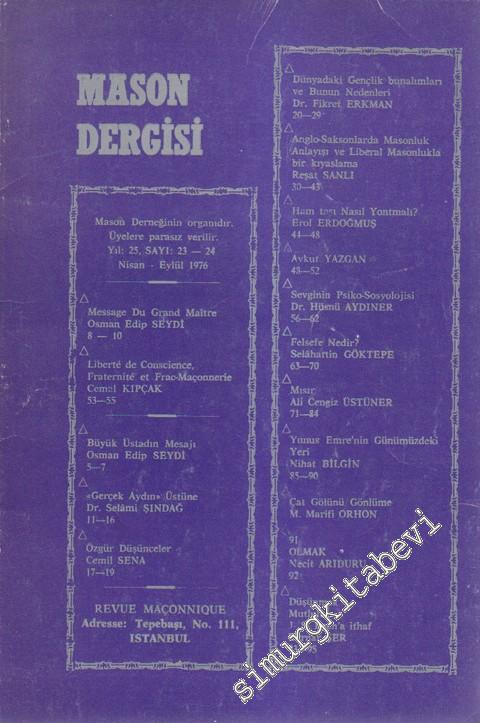 MASON
DERGİSİ
Mason Derneğinin organıdır.
Üyelere parasız verilir.
Yıl: 25, SAYI: 23 — 24
Nisan - Eylül 1976
Message Du Grand Maître
Osman Edip SEYDİ
8 — 10
Liberté de Conscience,
Fraternité et Frac-Maçonnerie
Cemil KIPÇAK
53—55
Büyük Üstadın Mesajı
Osman Edip SEYDİ
5—7
«Gerçek Aydın» Üstüne
Dr. Selâmi ŞINDAĞ
11—16
Özgür Düşünceler
Cemil SENA
17—19
REVUE MAÇONNIQUE
Adresse: Tepebaşı, No. 111,
ISTANBUL
Dünyadaki Gençlik bunalımları
ve Bunun Nedenleri
Dr. Fikret ERKMAN
20—29
Anglo-Saksonlarda Masonluk
Anlayışı ve Liberal Masonlukla
bir kıyaslama
Reşat SANLI
30—43
Ham taşı Nasıl Yontmalı?
Erol ERDOĞMUŞ
44—48
Aykut YAZGAN
48—52
Sevginin Psiko-Sosyolojisi
Dr. Hüsnü AYDINER
56—62
Felsefe Nedir?
Selâhattin GÖKTEPE
63—70
Mısır
Ali Cengiz ÜSTÜNER
71—84
Yunus Emre'nin Günümüzdeki
Yeri
Nihat BİLGİN
85—90
Çat Gölünü Gönlüme
M. Marifi ORHON
91
OLMAK
Necit ARIDURU
92
simurgkitabevi